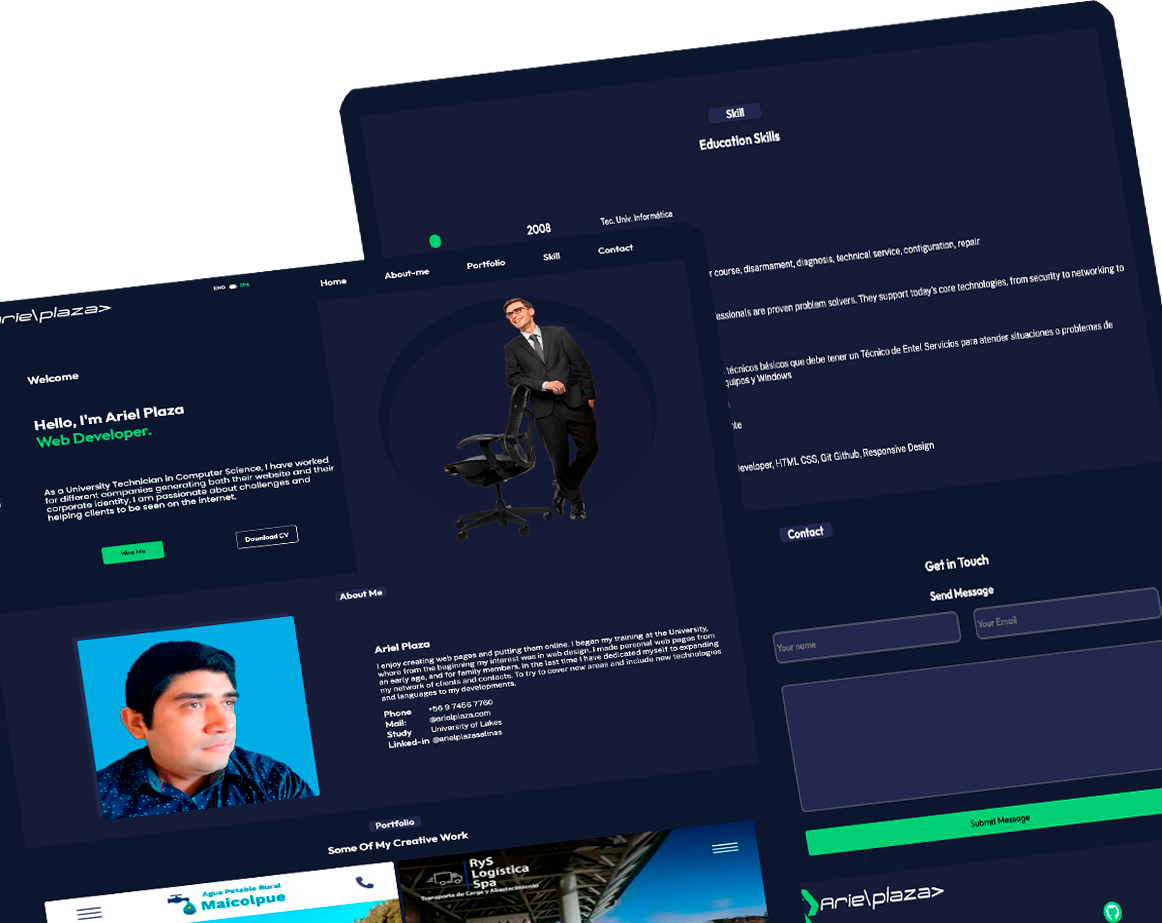 Skill
Education Skills
2008
Tec. Univ. Informática
course, disarmament, diagnosis, technical service, configuration, repair
professionals are proven problem solvers. They support today's core technologies, from security to networking to
técnicos básicos que debe tener un Técnico de Entel Servicios para atender situaciones o problemas de
equipos y Windows
Developer, HTML CSS, Git Github, Responsive Design
Contact
Get in Touch
Send Message
Your name
Your Email
Submit Message
Ariel\plaza>
Ariel\plaza>
ENG
ESP
Home
About-me
Portfolio
Skill
Contact
Welcome
Hello, I'm Ariel Plaza
Web Developer.
As a University Technician in Computer Science, I have worked
for different companies generating both their website and their
corporate identity. I am passionate about challenges and
helping clients to be seen on the internet.
Hire Me
Download CV
About Me
Ariel Plaza
I enjoy creating web pages and putting them online. I began my training at the University,
where from the beginning my interest was in web design. I made personal web pages from
an early age, and for family members. In the last time I have dedicated myself to expanding
my network of clients and contacts. To try to cover new areas and include new technologies
and languages to my developments.
Phone +56 9 7456 7760
Mail: @arielplaza.com
Study University of Lakes
Linked-in @arielplazasalinas
Portfolio
Some Of My Creative Work
Agua Potable Rural
Maicolpue
RyS
Logística
Spa
Transporte de Carga y Abastecimiento